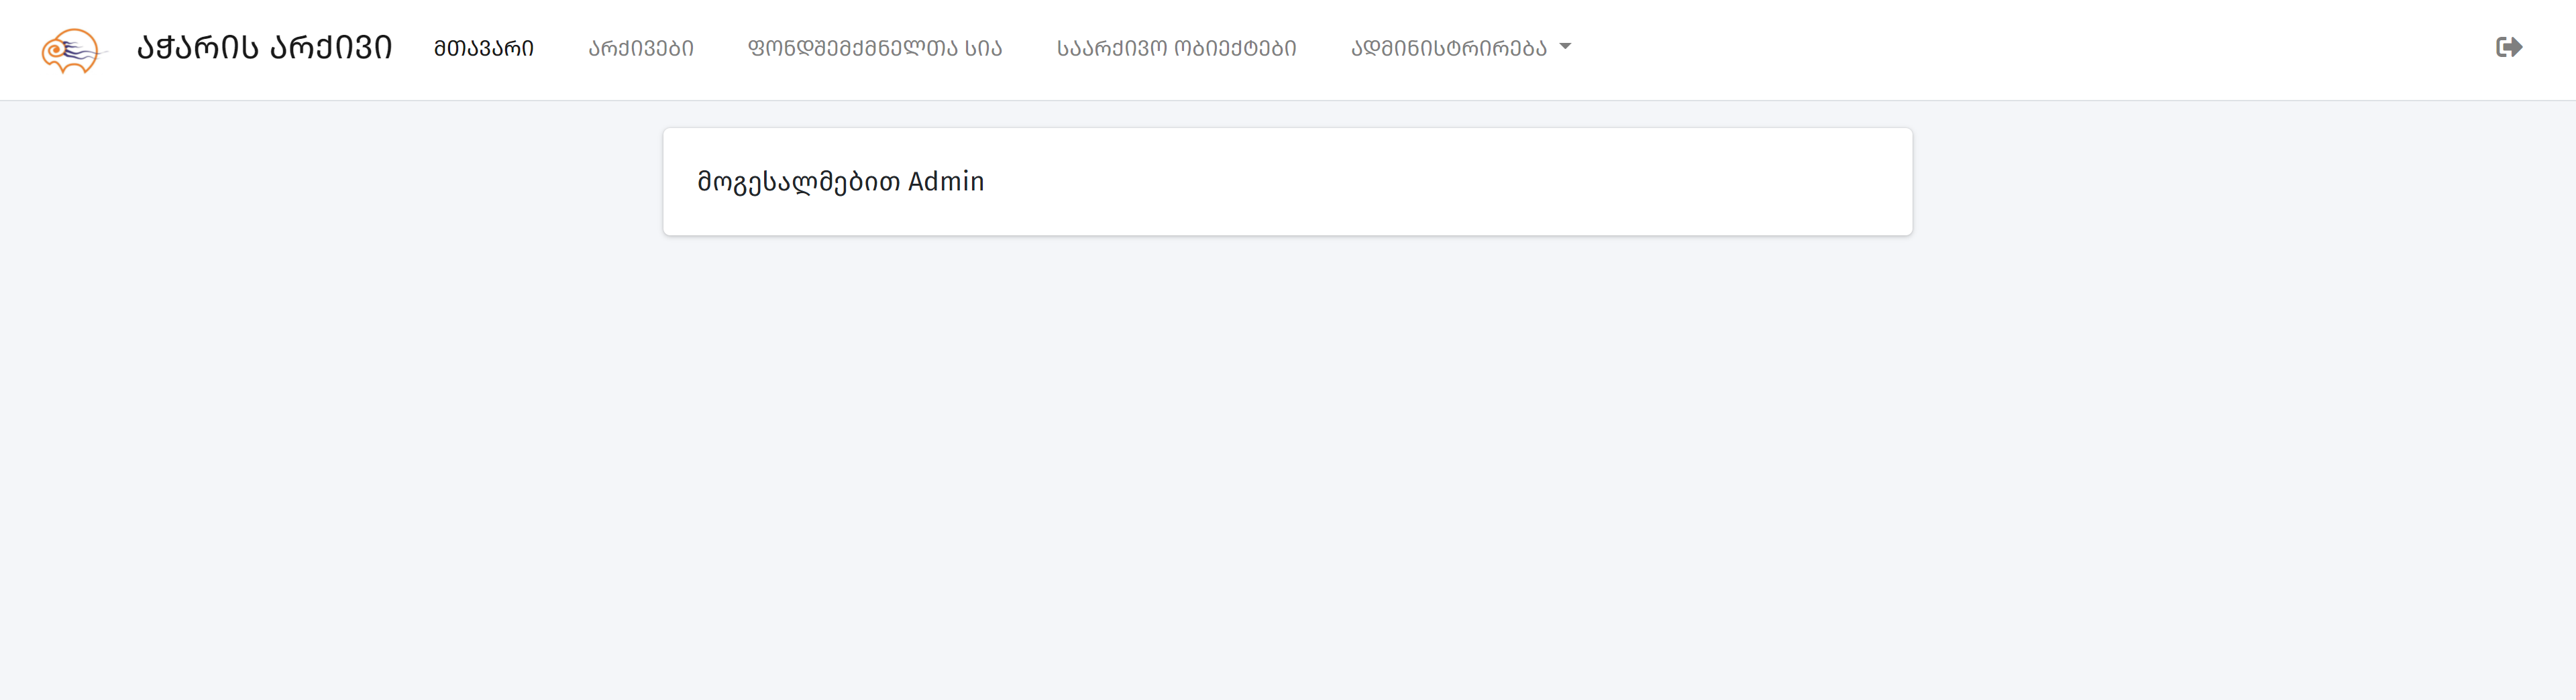 აჭარის არქივი
მთავარი
არქივები
ფონდშემქმნელთა სია
საარქივო ობიექტები
ადმინისტრირება
მოგესალმებით Admin